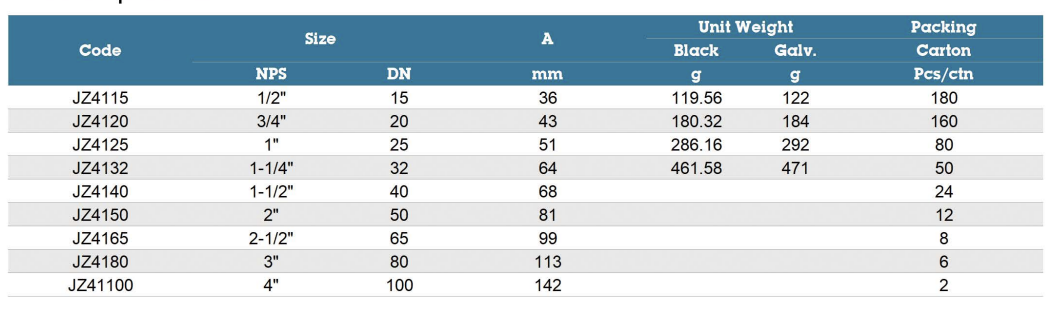 Code Size A Unit Weight Packing
Black Galv. Carton
NPS DN mm g g Pcs/ctn
JZ4115 1/2" 15 36 119.56 122 180
JZ4120 3/4" 20 43 180.32 184 160
JZ4125 1" 25 51 286.16 292 80
JZ4132 1-1/4" 32 64 461.58 471 50
JZ4140 1-1/2" 40 68 24
JZ4150 2" 50 81 12
JZ4165 2-1/2" 65 99 8
JZ4180 3" 80 113 6
JZ41100 4" 100 142 2